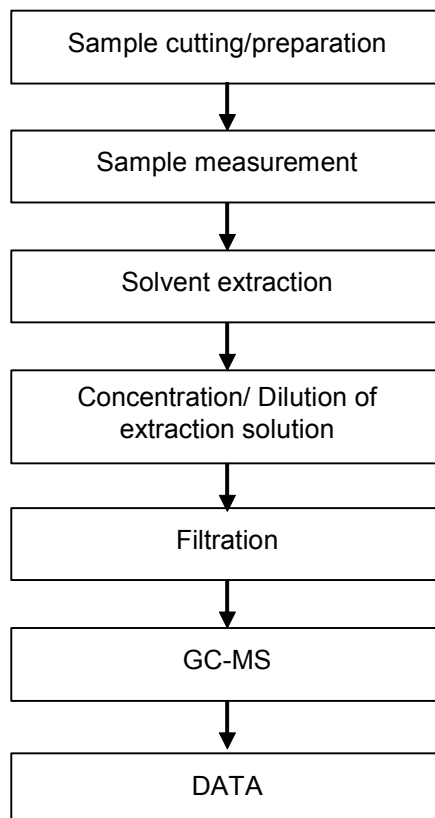 Sample cutting/preparation
Sample measurement
Solvent extraction
Concentration/ Dilution of
extraction solution
Filtration
GC-MS
DATA